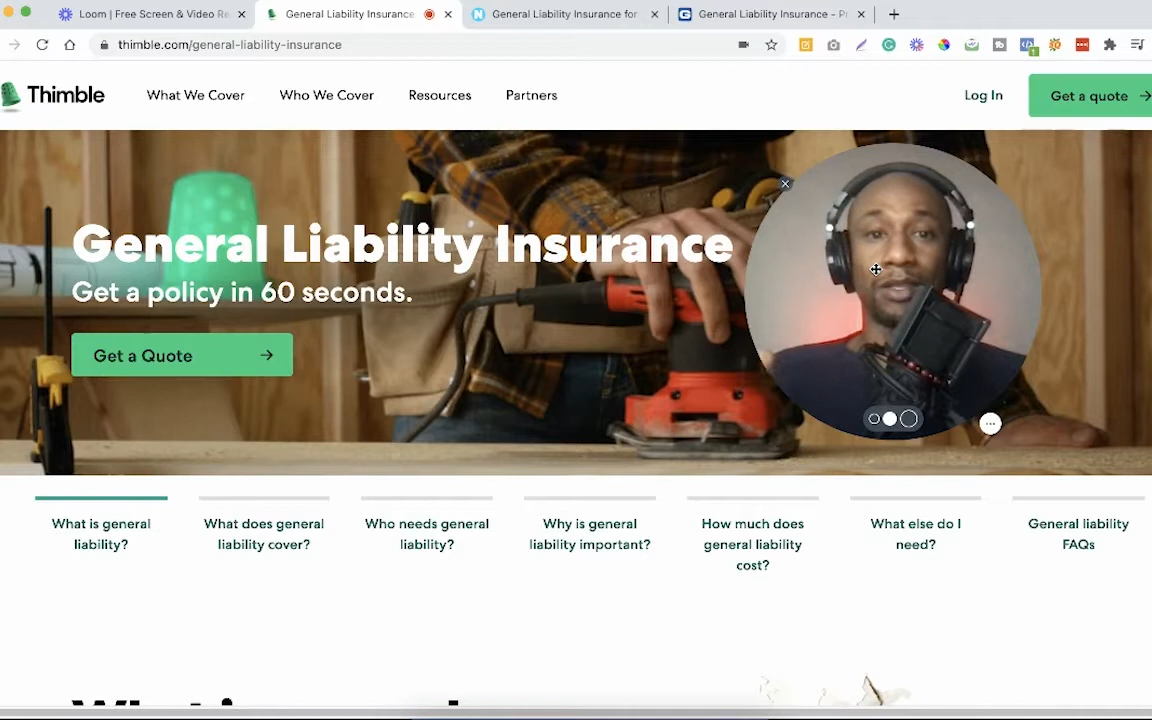 Loom | Free Screen & Video Re
General Liability Insurance
General Liability Insurance for
General Liability Insurance - Pr
thimble.com/general-liability-insurance
Thimble
What We Cover
Who We Cover
Resources
Partners
Log In
Get a quote →
General Liability Insurance
Get a policy in 60 seconds.
Get a Quote →
What is general
liability?
What does general
liability cover?
Who needs general
liability?
Why is general
liability important?
How much does
general liability
cost?
What else do I
need?
General liability
FAQs